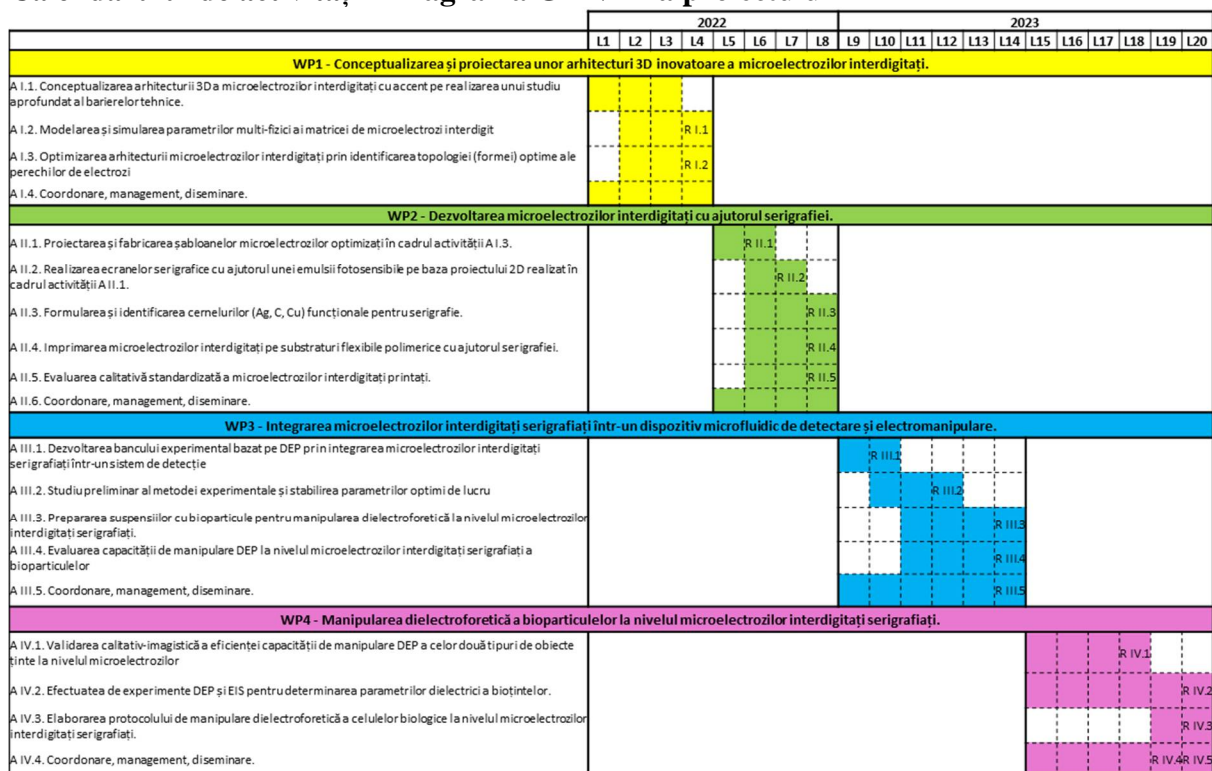 2022 2023
L1 L2 L3 L4 L5 L6 L7 L8 L9 L10 L11 L12 L13 L14 L15 L16 L17 L18 L19 L20
WP1 - Conceptualizarea și proiectarea unor arhitecturi 3D inovatoare a microelectrozilor interdigitați.
A I.1. Conceptualizarea arhitecturii 3D a microelectrozilor interdigitați cu accent pe realizarea unui studiu
aprofundat al barierelor tehnice.
A I.2. Modelarea și simularea parametrilor multi-fizici ai matricei de microelectrozi interdigit R I.1
A I.3. Optimizarea arhitecturii microelectrozilor interdigitați prin identificarea topologiei (formei) optime ale
perechilor de electrozi R I.2
A I.4. Coordonare, management, diseminare.
WP2 - Dezvoltarea microelectrozilor interdigitați cu ajutorul serigrafiei.
A II.1. Proiectarea și fabricarea șabloanelor microelectrozilor optimizați în cadrul activității A I.3. R II.1
A II.2. Realizarea ecranelor serigrafice cu ajutorul unei emulsii fotosensibile pe baza proiectului 2D realizat în
cadrul activității A II.1. R II.2
A II.3. Formularea și identificarea cernelurilor (Ag, C, Cu) funcționale pentru serigrafie. R II.3
A II.4. Imprimarea microelectrozilor interdigitați pe substraturi flexibile polimerice cu ajutorul serigrafiei. R II.4
A II.5. Evaluarea calitativă standardizată a microelectrozilor interdigitați printați. R II.5
A II.6. Coordonare, management, diseminare.
WP3 - Integrarea microelectrozilor interdigitați serigrafiați într-un dispozitiv microfluidic de detectare și electromanipulare.
A III.1. Dezvoltarea bancului experimental bazat pe DEP prin integrarea microelectrozilor interdigitați
serigrafiați într-un sistem de detecție R III.1
A III.2. Studiu preliminar al metodei experimentale și stabilirea parametrilor optimi de lucru R III.2
A III.3. Prepararea suspensiilor cu bioparticule pentru manipularea dielectroforetică la nivelul microelectrozilor
interdigitați serigrafiați. R III.3
A III.4. Evaluarea capacității de manipulare DEP la nivelul microelectrozilor interdigitați serigrafiați a
bioparticulelor R III.4
A III.5. Coordonare, management, diseminare. R III.5
WP4 - Manipularea dielectroforetică a bioparticulelor la nivelul microelectrozilor interdigitați serigrafiați.
A IV.1. Validarea calitativ-imagistică a eficienței capacității de manipulare DEP a celor două tipuri de obiecte
ținte la nivelul microelectrozilor R IV.1
A IV.2. Efectuatea de experimente DEP și EIS pentru determinarea parametrilor dielectrici a biotințelor. R IV.2
A IV.3. Elaborarea protocolului de manipulare dielectroforetică a celulelor biologice la nivelul microelectrozilor
interdigitați serigrafiați. R IV.3
A IV.4. Coordonare, management, diseminare. R IV.4 R IV.5